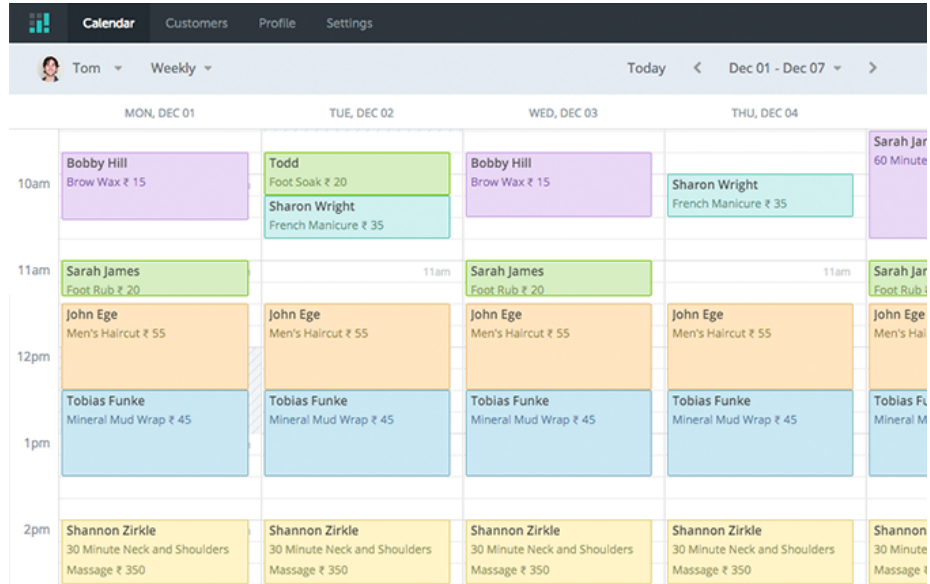 Calendar Customers Profile Settings
Tom Weekly Today Dec 01 - Dec 07
MON, DEC 01 TUE, DEC 02 WED, DEC 03 THU, DEC 04
10am
11am
12pm
1pm
2pm
Bobby Hill
Brow Wax ₹ 15
Sarah James
Foot Rub ₹ 20
John Ege
Men's Haircut ₹ 55
Tobias Funke
Mineral Mud Wrap ₹ 45
Shannon Zirkle
30 Minute Neck and Shoulders
Massage ₹ 350
Todd
Foot Soak ₹ 20
Sharon Wright
French Manicure ₹ 35
11am
John Ege
Men's Haircut ₹ 55
Tobias Funke
Mineral Mud Wrap ₹ 45
Shannon Zirkle
30 Minute Neck and Shoulders
Massage ₹ 350
Bobby Hill
Brow Wax ₹ 15
Sarah James
Foot Rub ₹ 20
John Ege
Men's Haircut ₹ 55
Tobias Funke
Mineral Mud Wrap ₹ 45
Shannon Zirkle
30 Minute Neck and Shoulders
Massage ₹ 350
Sharon Wright
French Manicure ₹ 35
11am
John Ege
Men's Haircut ₹ 55
Tobias Funke
Mineral Mud Wrap ₹ 45
Shannon Zirkle
30 Minute Neck and Shoulders
Massage ₹ 350
Sarah
60 Minute
Sarah
Foot Rub
John Ege
Men's
Tobias
Mineral
Shannon
30 Minute
Massage